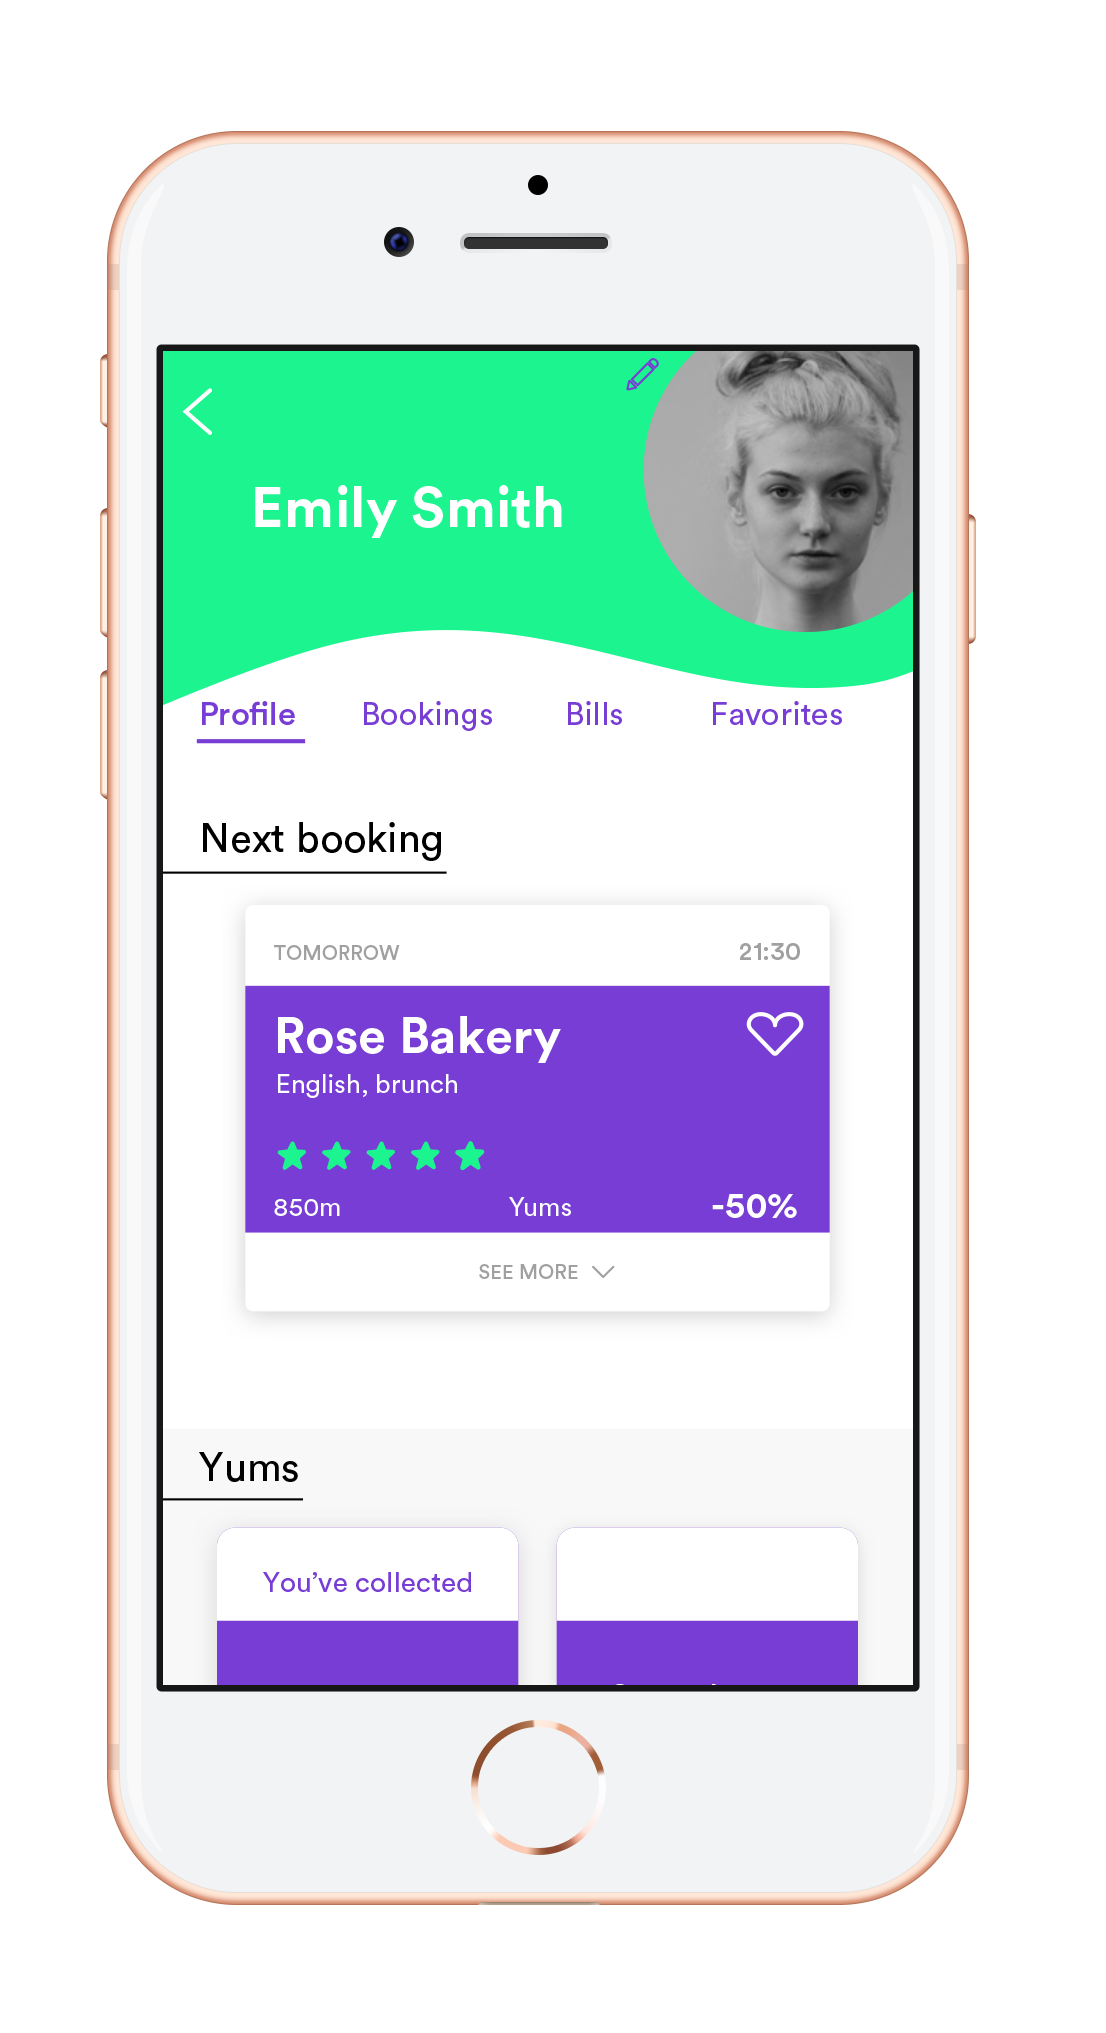 Emily Smith
Profile Bookings Bills Favorites
Next booking
TOMORROW 21:30
Rose Bakery
English, brunch
850m Yums -50%
SEE MORE
Yums
You’ve collected